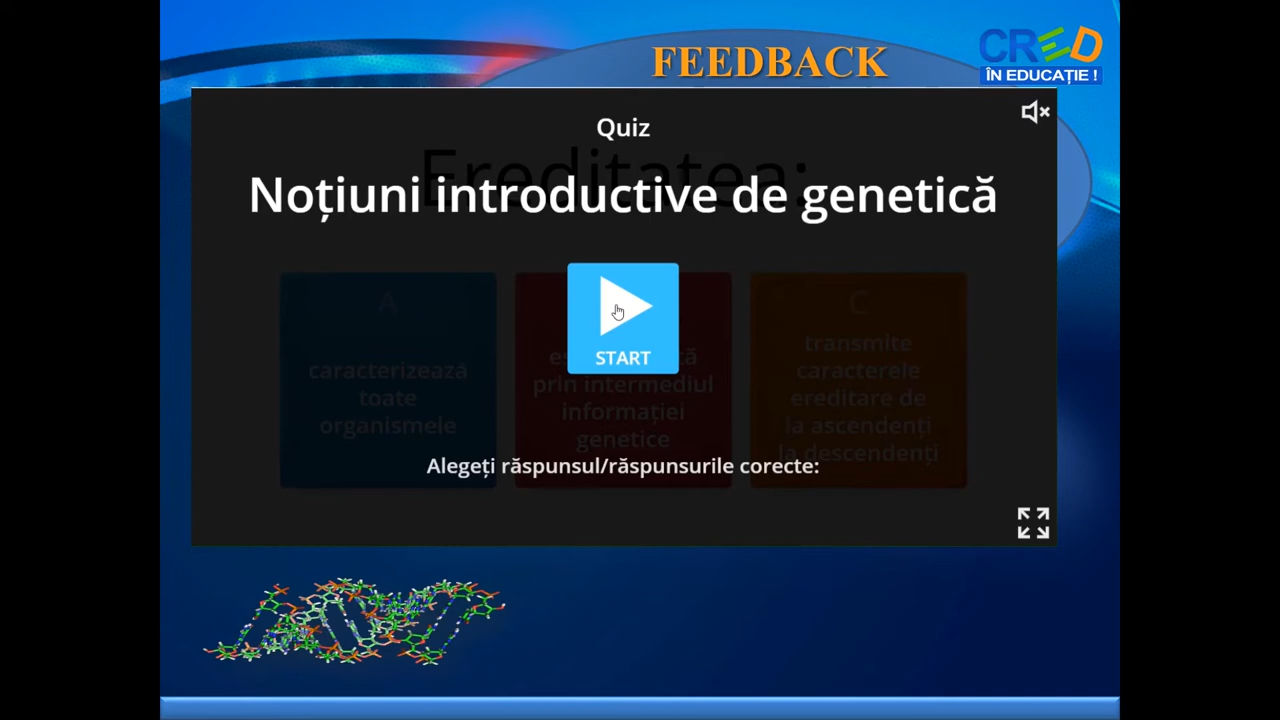 FEEDBACK
CRED
ÎN EDUCAȚIE !
Quiz
Ereditatea:
Noțiuni introductive de genetică
START
A
caracterizează
toate
organismele
prin intermediul
informației
genetice
C
transmite
caracterele
ereditare de
la ascendenți
la descendenți
Alegeți răspunsul/răspunsurile corecte: